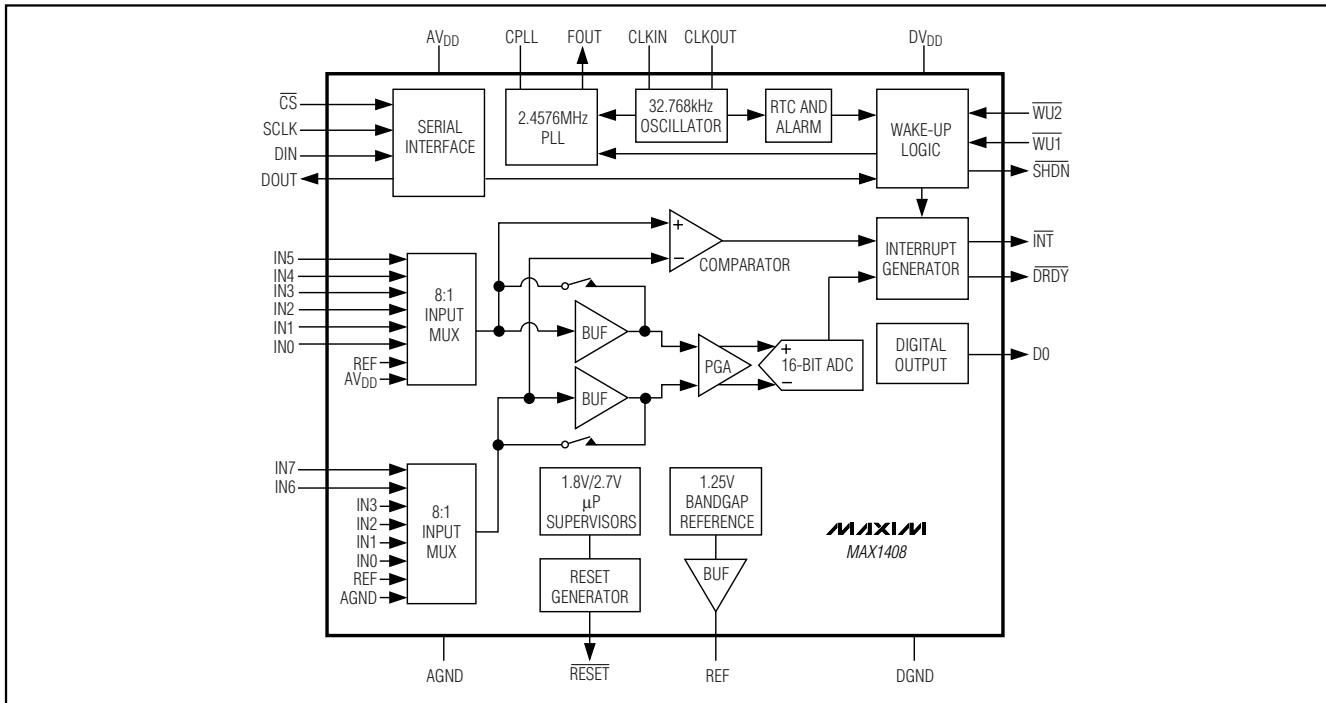 AVDD
CPLL
FOUT
CLKIN
CLKOUT
DVDD
CS
SCLK
DIN
DOUT
SERIAL
INTERFACE
2.4576MHz
PLL
32.768kHz
OSCILLATOR
RTC AND
ALARM
WAKE-UP
LOGIC
WU2
WU1
SHDN
IN5
IN4
IN3
IN2
IN1
IN0
REF
AVDD
8:1
INPUT
MUX
+
−
COMPARATOR
BUF
BUF
PGA
+
16-BIT ADC
−
INTERRUPT
GENERATOR
INT
DRDY
DIGITAL
OUTPUT
D0
IN7
IN6
IN3
IN2
IN1
IN0
REF
AGND
8:1
INPUT
MUX
1.8V/2.7V
μP
SUPERVISORS
RESET
GENERATOR
1.25V
BANDGAP
REFERENCE
BUF
MAXIM
MAX1408
AGND
RESET
REF
DGND